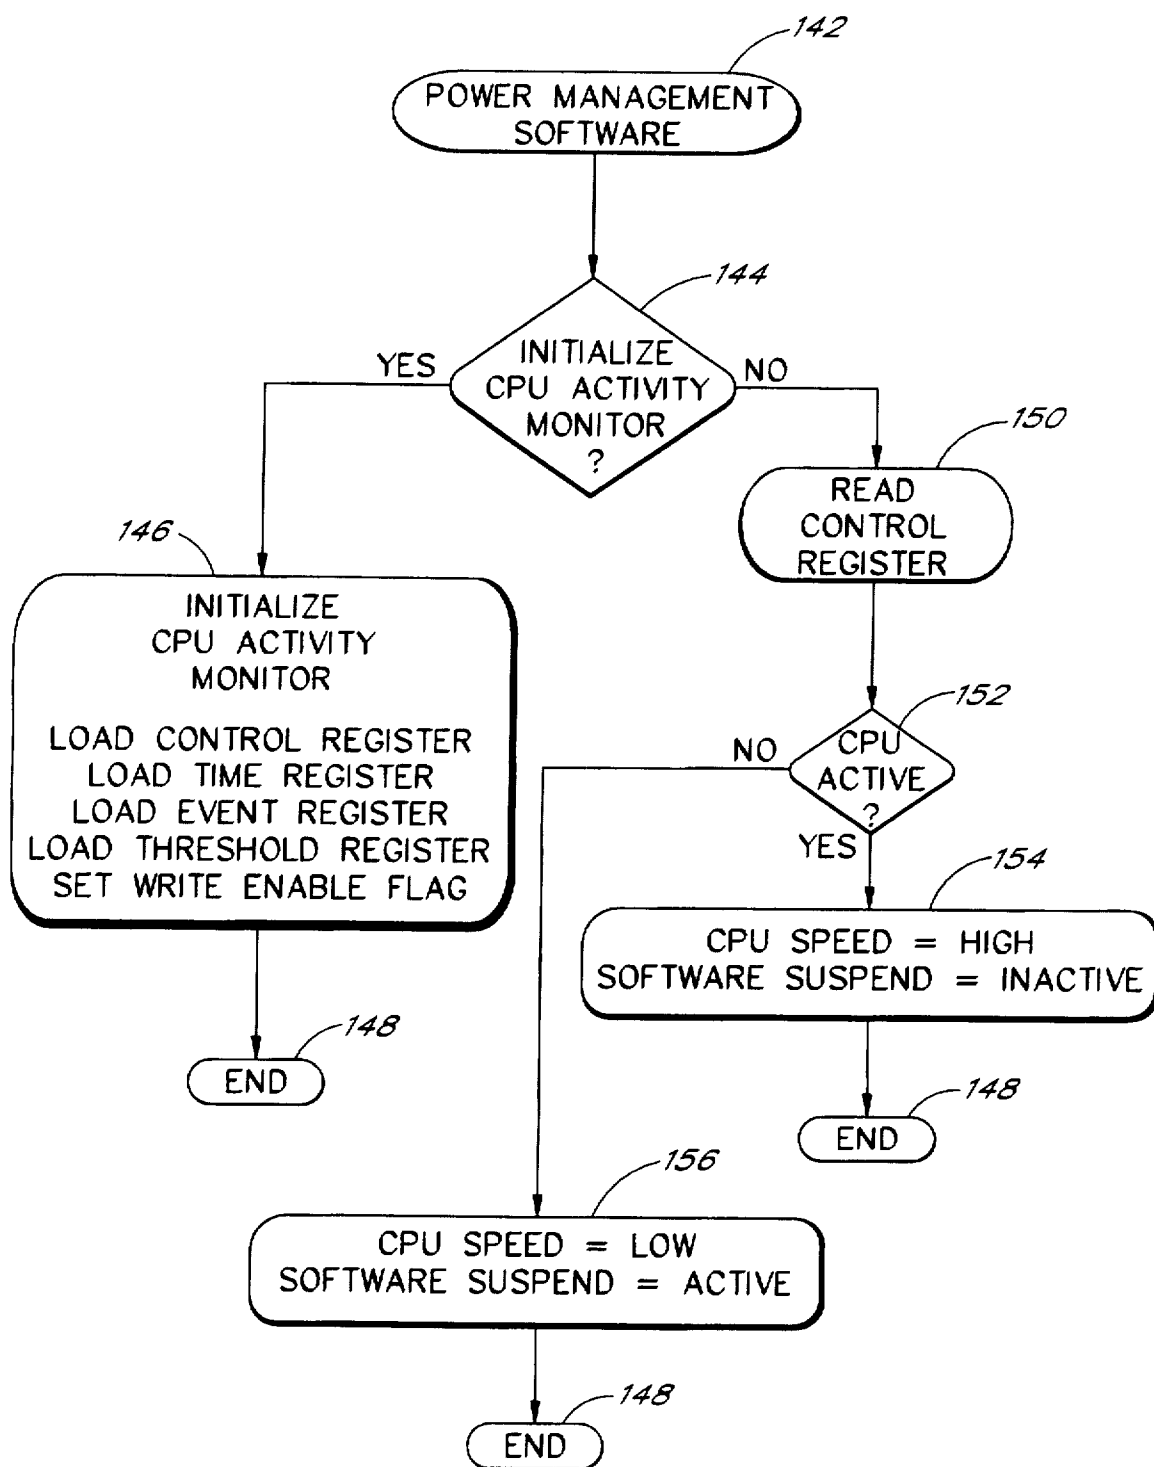 142
POWER MANAGEMENT
SOFTWARE
144
INITIALIZE
CPU ACTIVITY
MONITOR
?
YES
NO
150
READ
CONTROL
REGISTER
146
INITIALIZE
CPU ACTIVITY
MONITOR
LOAD CONTROL REGISTER
LOAD TIME REGISTER
LOAD EVENT REGISTER
LOAD THRESHOLD REGISTER
SET WRITE ENABLE FLAG
152
CPU
ACTIVE
?
NO
YES
154
CPU SPEED = HIGH
SOFTWARE SUSPEND = INACTIVE
148
END
148
END
156
CPU SPEED = LOW
SOFTWARE SUSPEND = ACTIVE
148
END